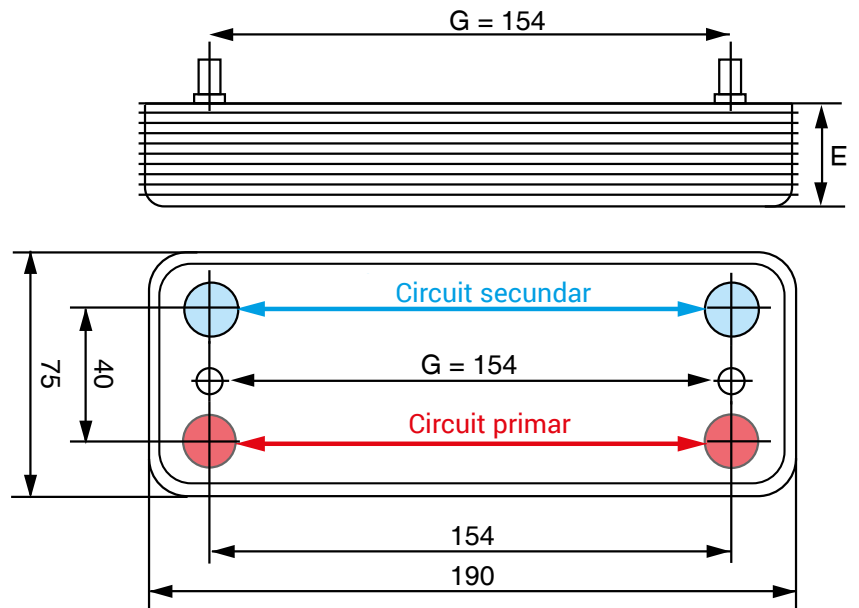 G = 154
E
Circuit secundar
75
40
G = 154
Circuit primar
154
190